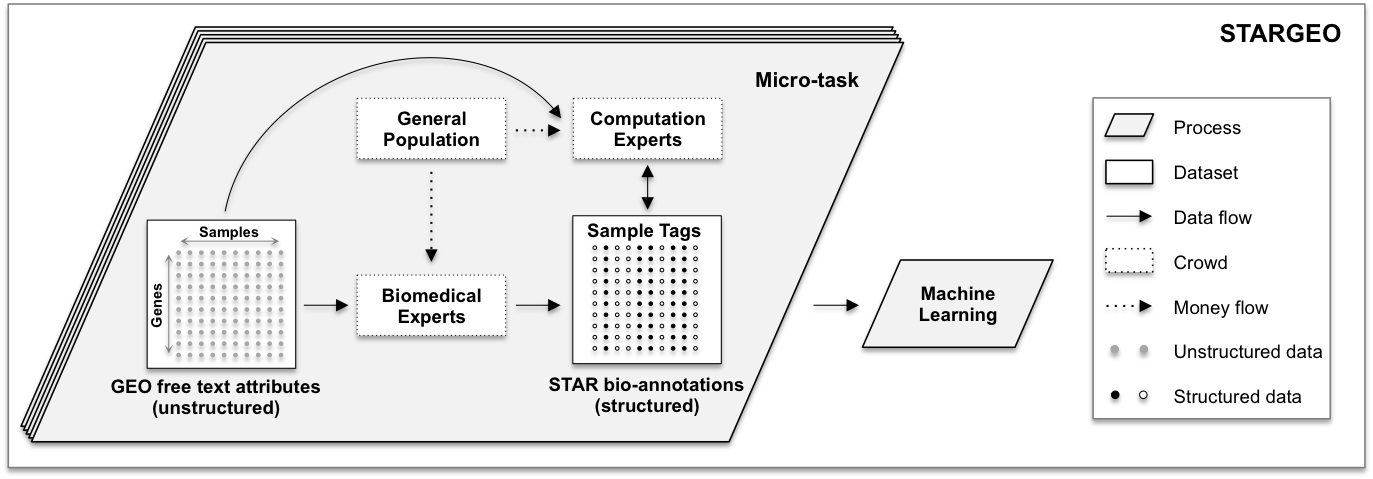 STARGEO
Micro-task
General
Population
Computation
Experts
Samples
Genes
GEO free text attributes
(unstructured)
Biomedical
Experts
Sample Tags
STAR bio-annotations
(structured)
Machine
Learning
Process
Dataset
Data flow
Crowd
Money flow
Unstructured data
Structured data